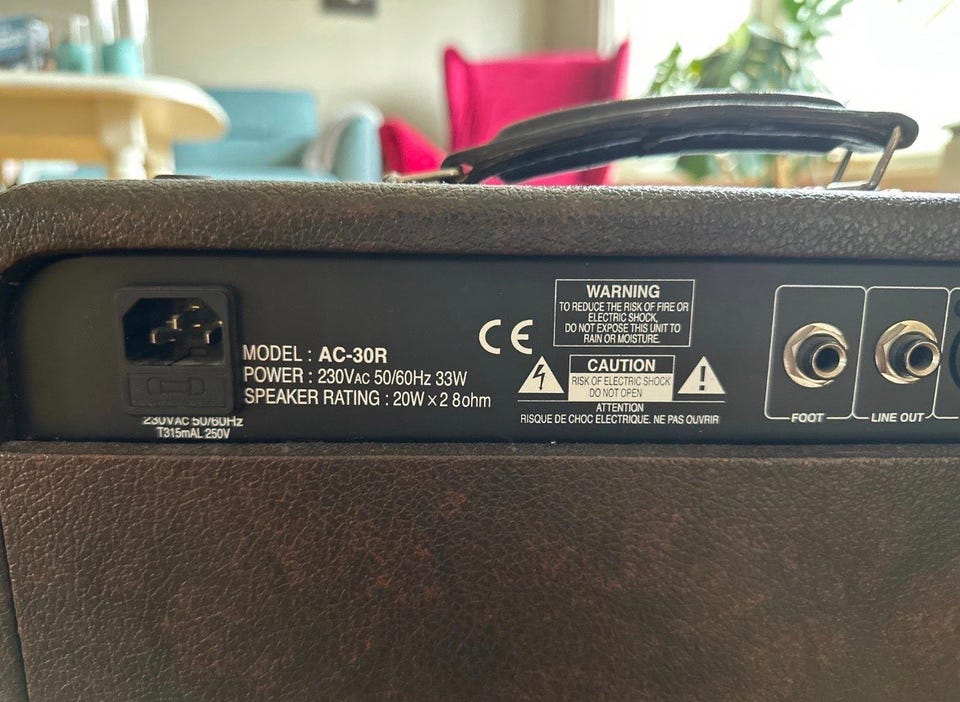 MODEL : AC-30R
POWER : 230VAC 50/60Hz 33W
SPEAKER RATING : 20W×2 8ohm
230VAC 50/60Hz
T315mAL 250V
CE
WARNING
TO REDUCE THE RISK OF FIRE OR
ELECTRIC SHOCK,
DO NOT EXPOSE THIS UNIT TO
RAIN OR MOISTURE.
CAUTION
RISK OF ELECTRIC SHOCK
DO NOT OPEN
ATTENTION
RISQUE DE CHOC ELECTRIQUE. NE PAS OUVRIR
FOOT
LINE OUT